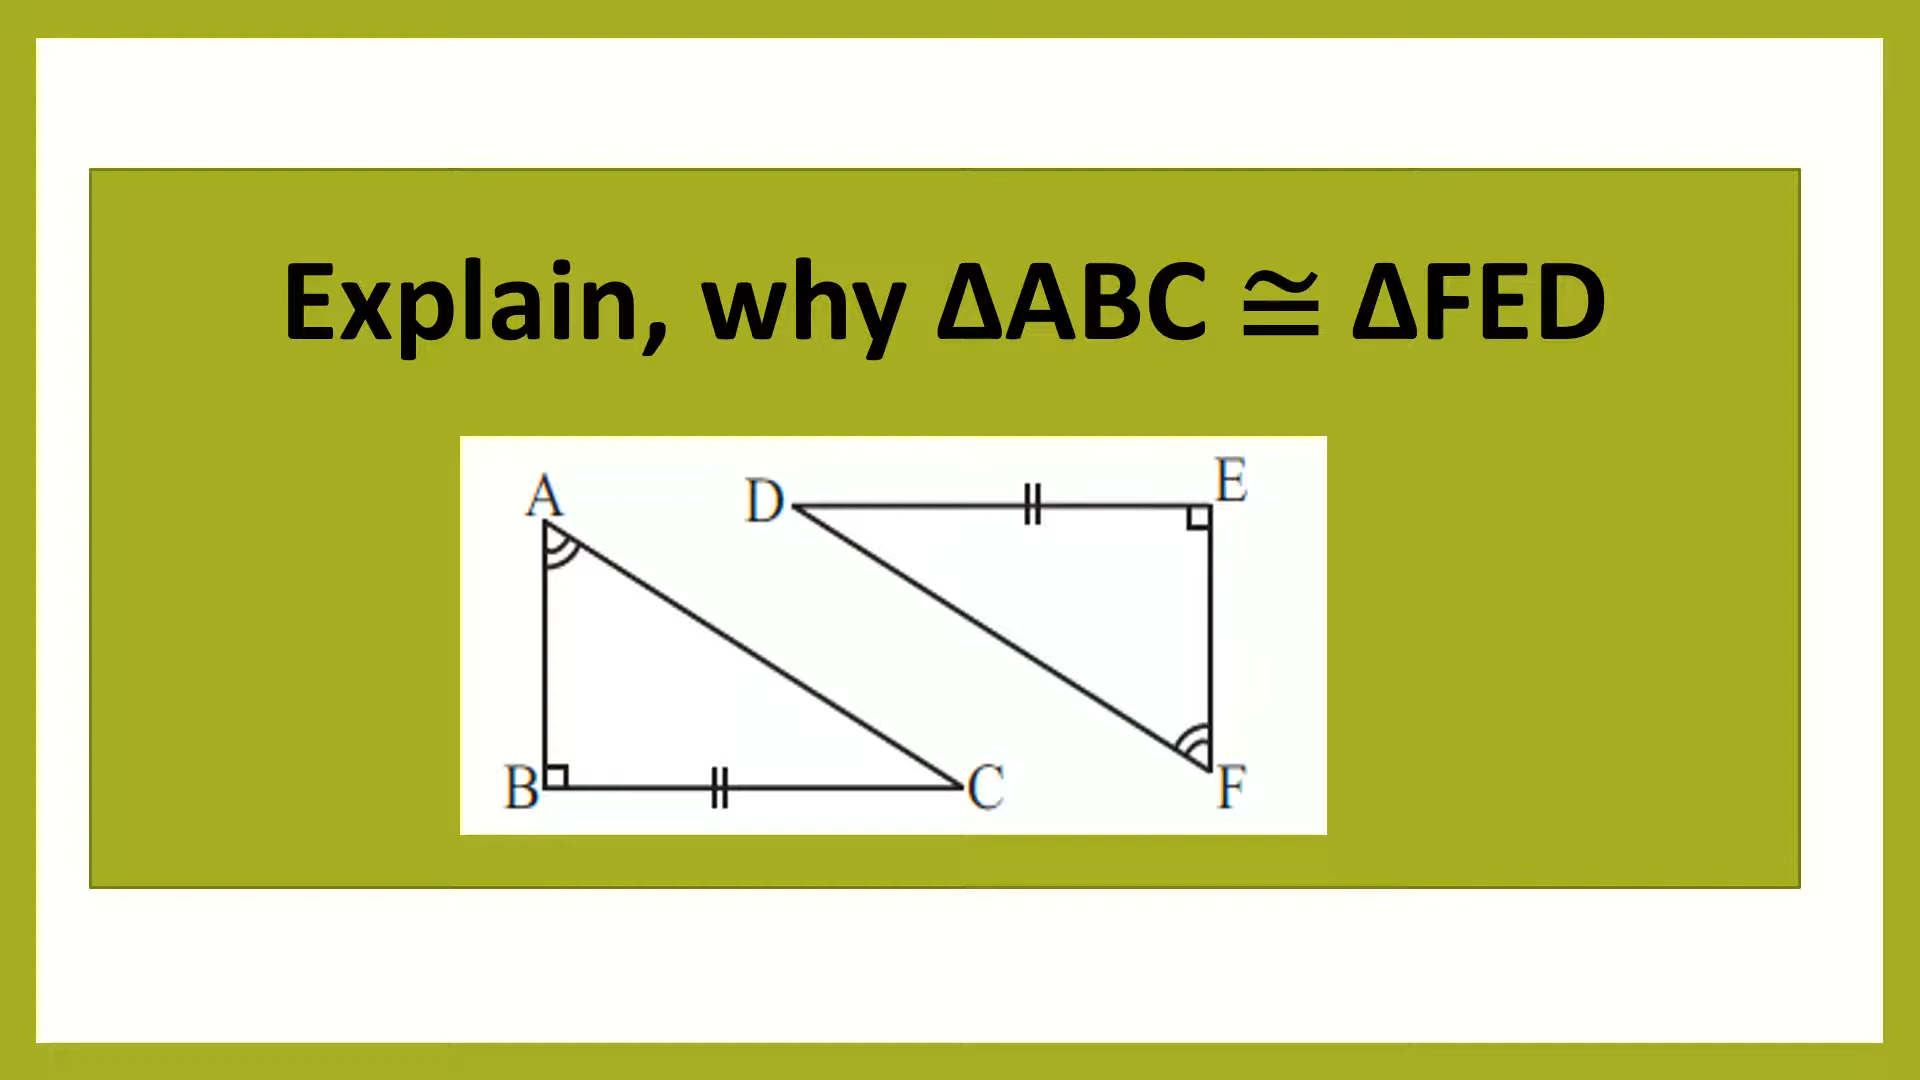 Explain, why ΔABC ≅ ΔFED
A
D
E
B
C
F